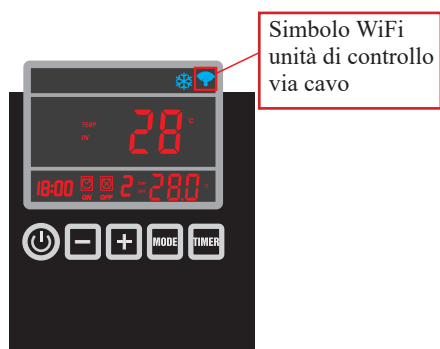 Simbolo WiFi
unità di controllo
via cavo
28 °C
TEMP
IN
18:00 ON OFF 2 28.0
MODE TIMER